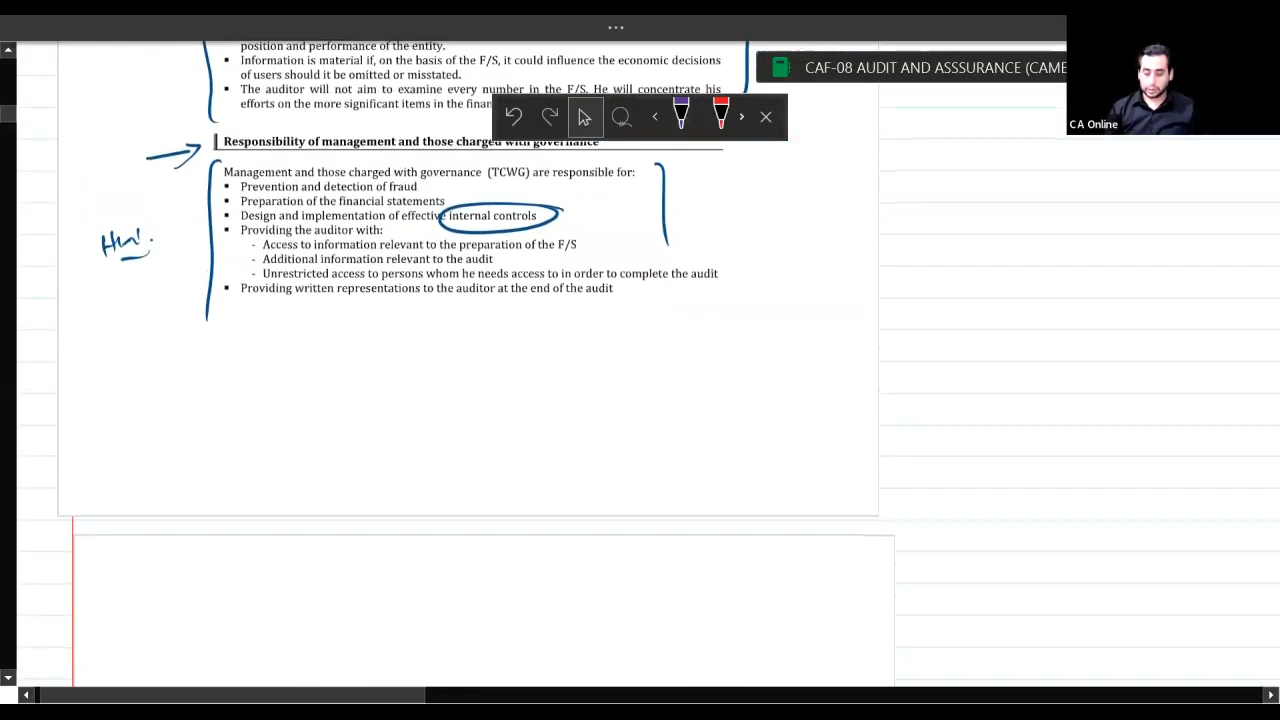 ...
position and performance of the entity.
CAF-08 AUDIT AND ASSSURANCE (CAME
▪ Information is material if, on the basis of the F/S, it could influence the economic decisions
of users should it be omitted or misstated.
▪ The auditor will not aim to examine every number in the F/S. He will concentrate his
efforts on the more significant items in the finan
CA Online
Responsibility of management and those charged with governance
Management and those charged with governance (TCWG) are responsible for:
▪ Prevention and detection of fraud
▪ Preparation of the financial statements
▪ Design and implementation of effective internal controls
▪ Providing the auditor with:
- Access to information relevant to the preparation of the F/S
- Additional information relevant to the audit
- Unrestricted access to persons whom he needs access to in order to complete the audit
▪ Providing written representations to the auditor at the end of the audit